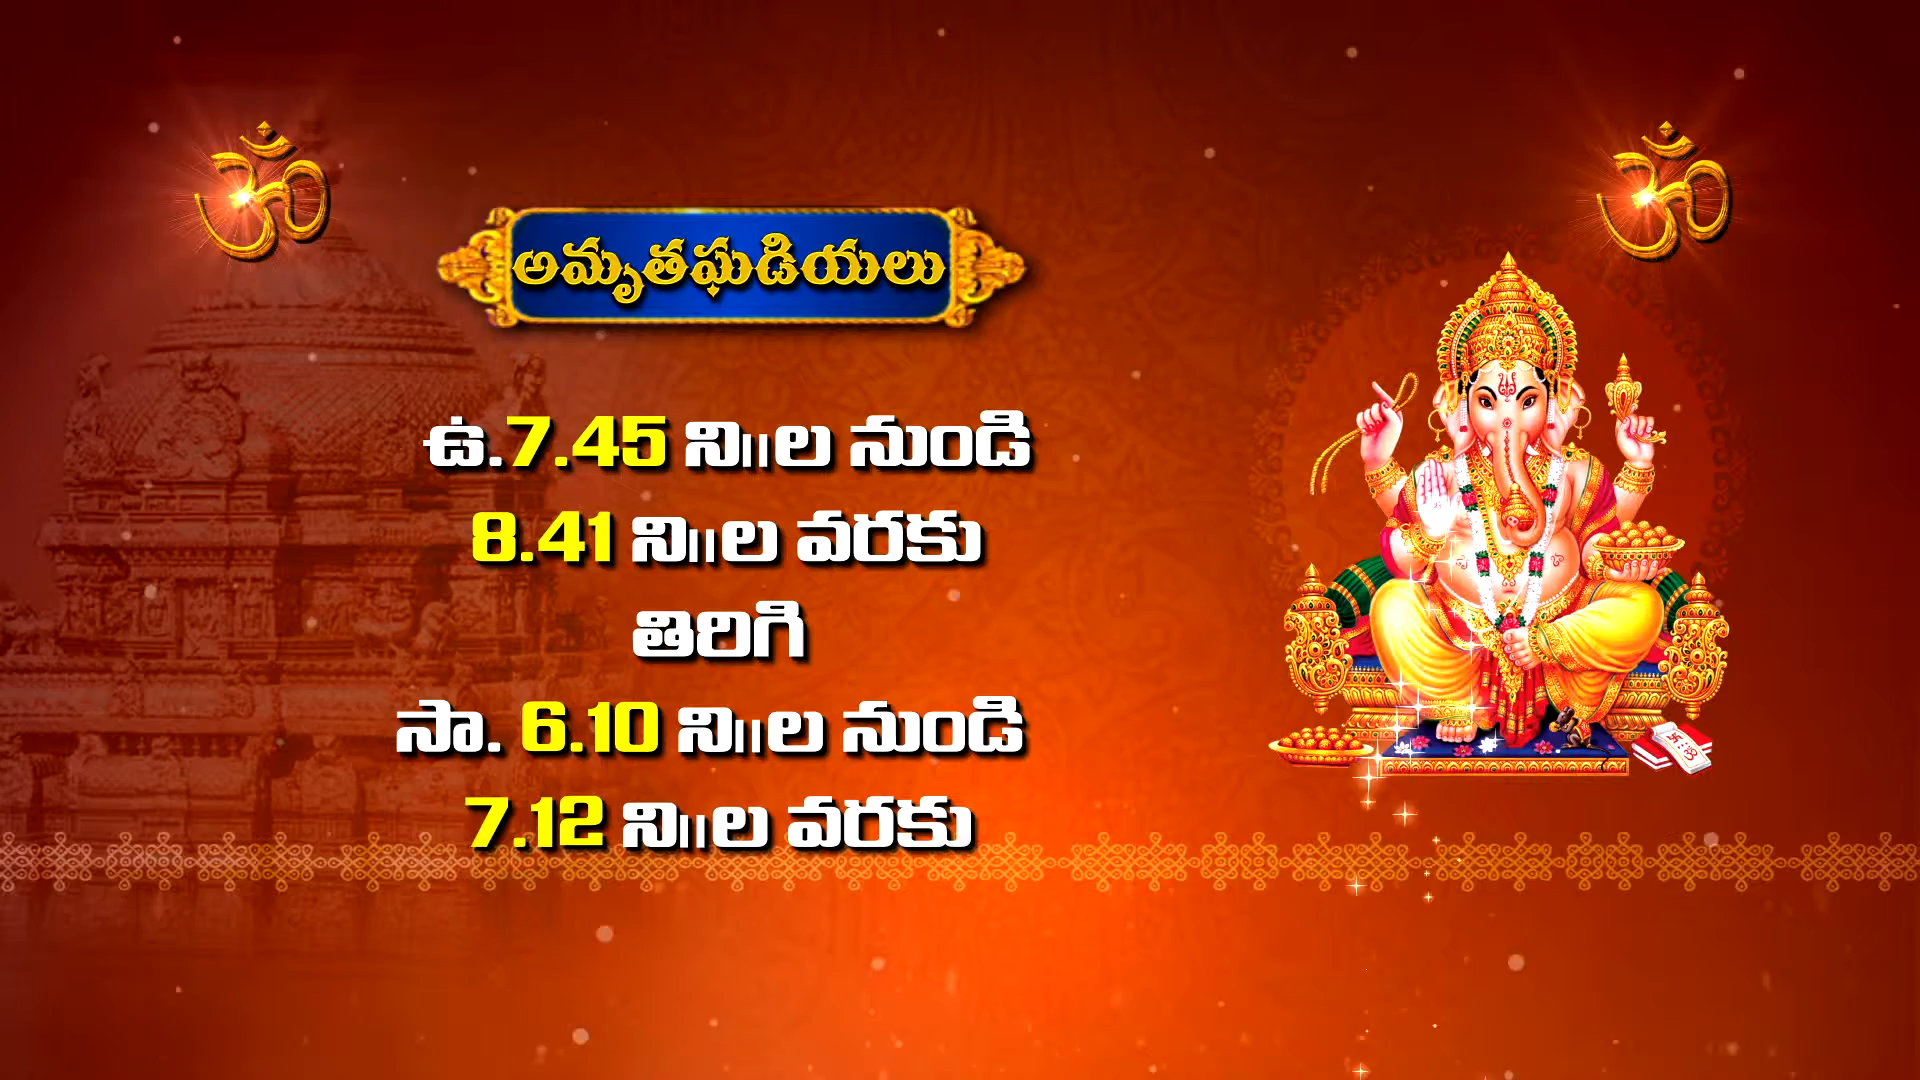 అమృతఘడియలు
ఉ.7.45 ని॥ల నుండి
8.41 ని॥ల వరకు
తిరిగి
సా. 6.10 ని॥ల నుండి
7.12 ని॥ల వరకు